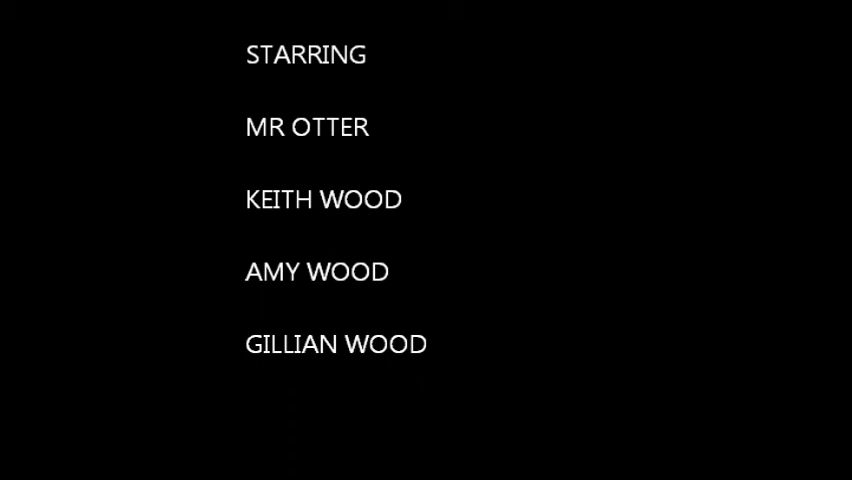 STARRING
MR OTTER
KEITH WOOD
AMY WOOD
GILLIAN WOOD